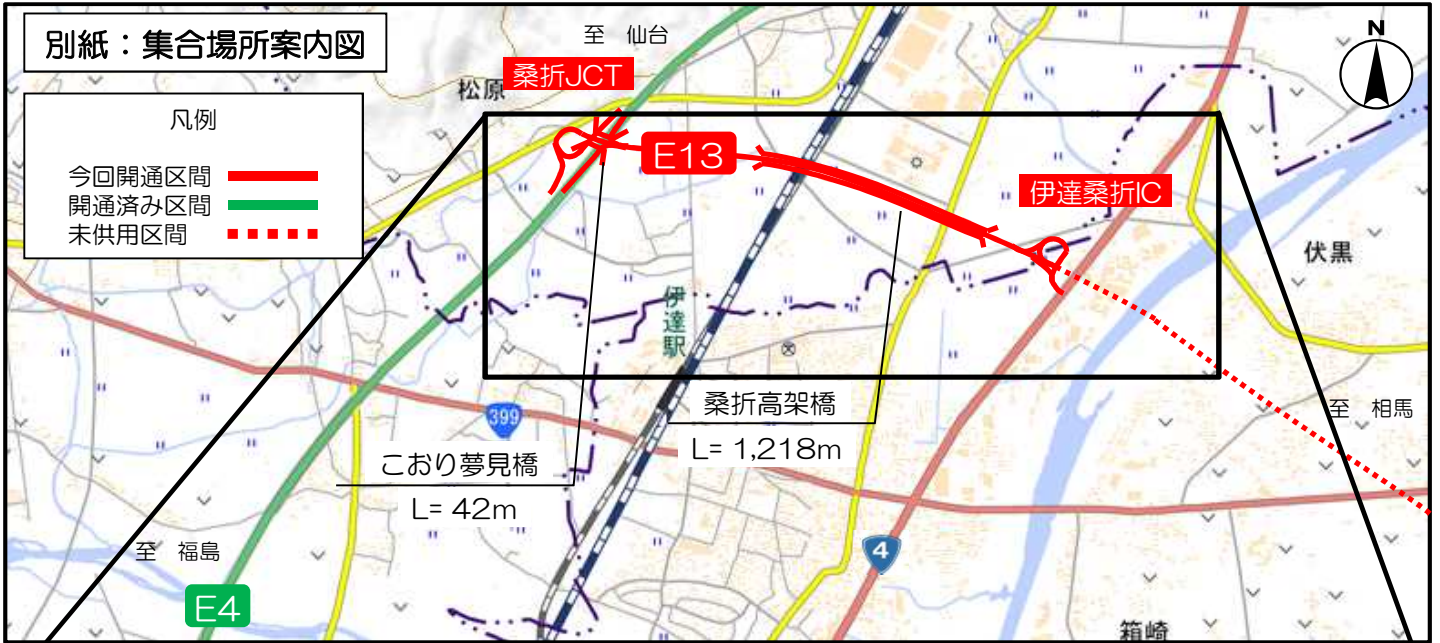 別紙：集合場所案内図
凡例
今回開通区間
開通済み区間
未供用区間
至　仙台
N
松原
桑折JCT
E13
伊達桑折IC
伏黒
伊達駅
399
桑折高架橋
L= 1,218m
至　相馬
こおり夢見橋
L= 42m
至　福島
4
E4
箱崎